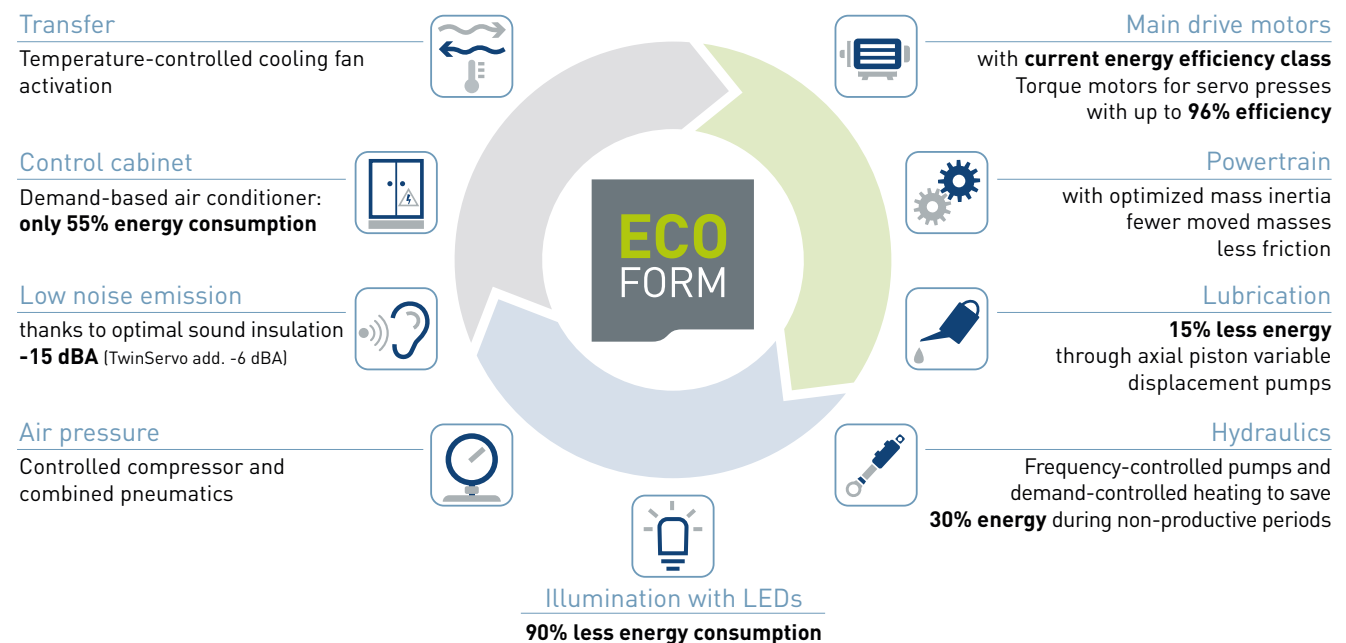 Transfer
Temperature-controlled cooling fan
activation
Control cabinet
Demand-based air conditioner:
only 55% energy consumption
Low noise emission
thanks to optimal sound insulation
-15 dBA (TwinServo add. -6 dBA)
Air pressure
Controlled compressor and
combined pneumatics
ECO
FORM
Main drive motors
with current energy efficiency class
Torque motors for servo presses
with up to 96% efficiency
Powertrain
with optimized mass inertia
fewer moved masses
less friction
Lubrication
15% less energy
through axial piston variable
displacement pumps
Hydraulics
Frequency-controlled pumps and
demand-controlled heating to save
30% energy during non-productive periods
Illumination with LEDs
90% less energy consumption